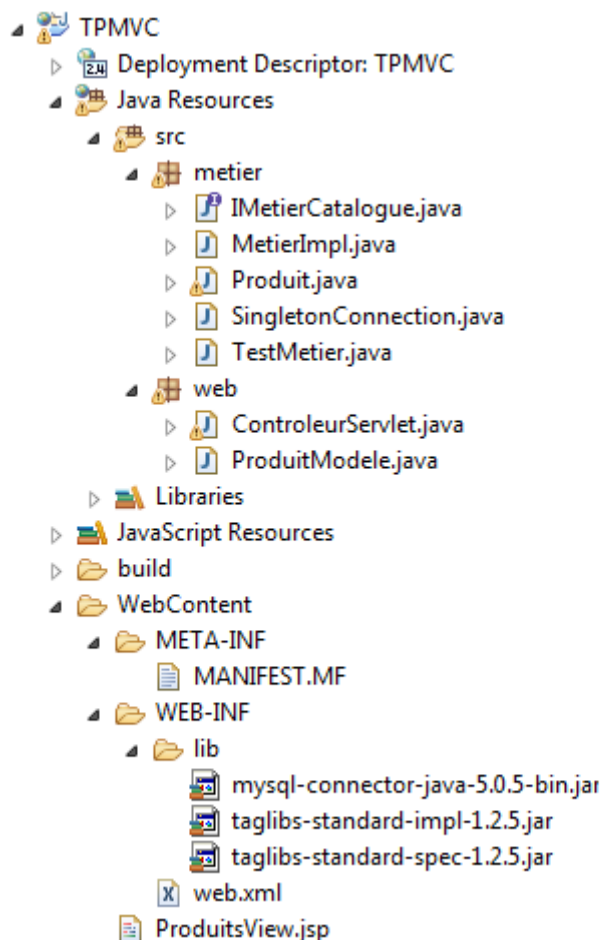 TPMVC
2.4 Deployment Descriptor: TPMVC
Java Resources
src
metier
J I IMetierCatalogue.java
J MetierImpl.java
J Produit.java
J SingletonConnection.java
J TestMetier.java
web
J ControleurServlet.java
J ProduitModele.java
Libraries
JavaScript Resources
build
WebContent
META-INF
MANIFEST.MF
WEB-INF
lib
mysql-connector-java-5.0.5-bin.jar
taglibs-standard-impl-1.2.5.jar
taglibs-standard-spec-1.2.5.jar
X web.xml
ProduitsView.jsp